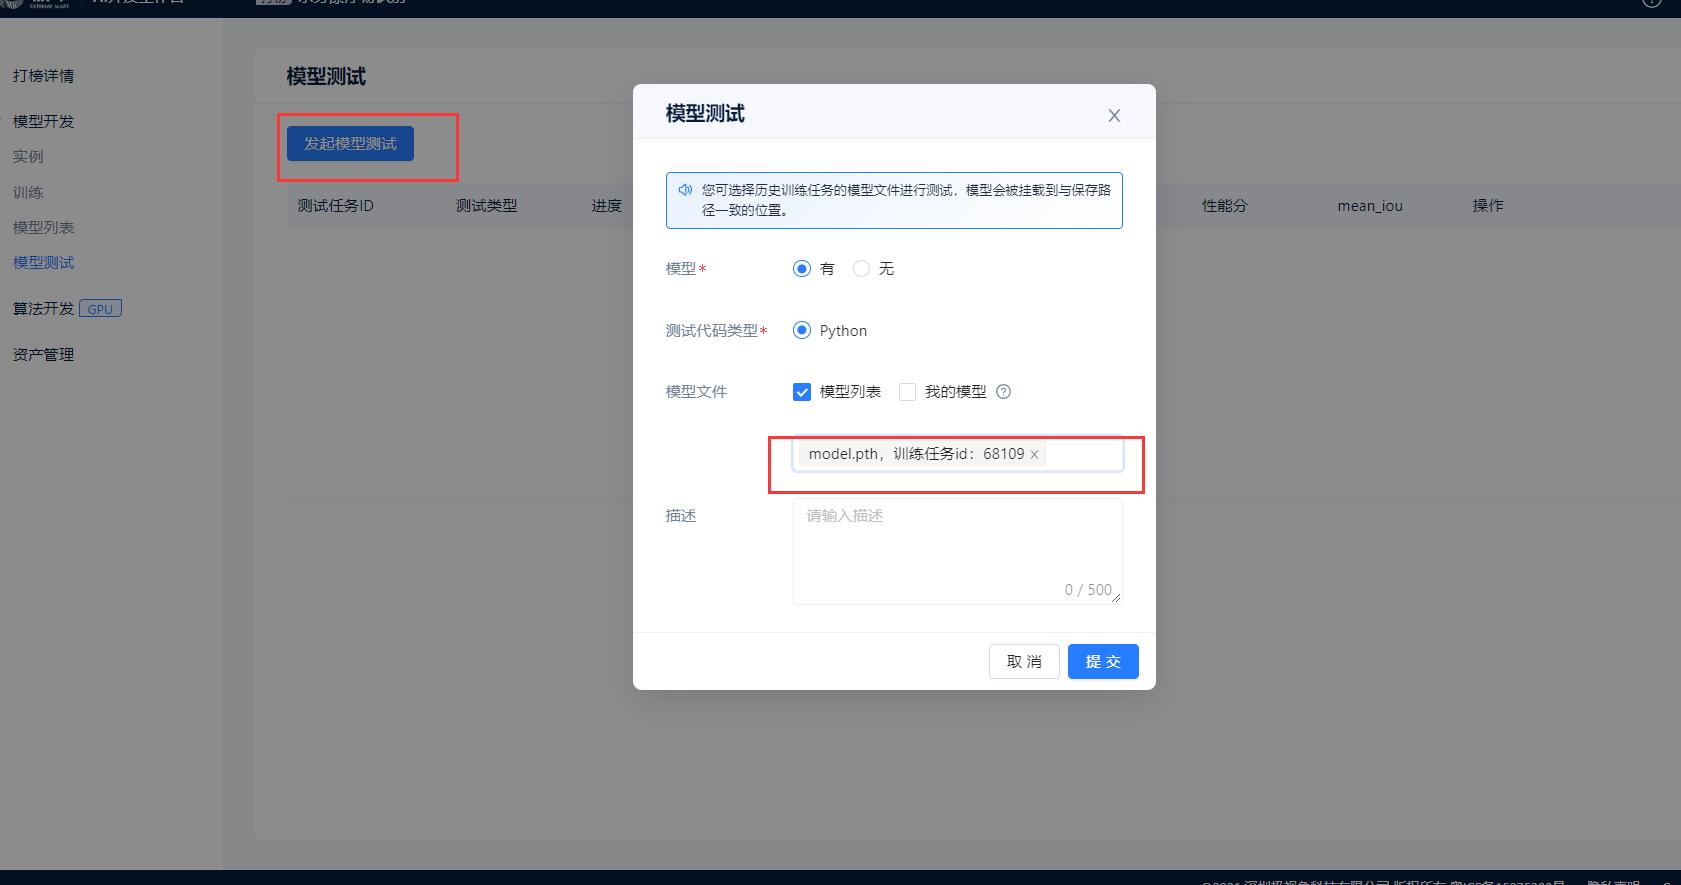 EXTREME MART
打榜详情
模型开发
实例
训练
模型列表
模型测试
算法开发 GPU
资产管理
模型测试
发起模型测试
测试任务ID 测试类型 进度 性能分 mean_iou 操作
模型测试
您可选择历史训练任务的模型文件进行测试，模型会被挂载到与保存路
径一致的位置。
模型* 有 无
测试代码类型* Python
模型文件 模型列表 我的模型 ?
model.pth，训练任务id：68109 ×
描述 请输入描述
0 / 500
取 消 提 交